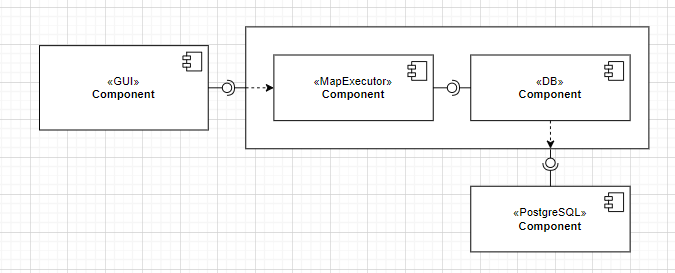 «GUI»
Component
«MapExecutor»
Component
«DB»
Component
«PostgreSQL»
Component